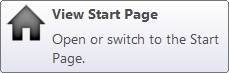 View Start Page
Open or switch to the Start
Page.